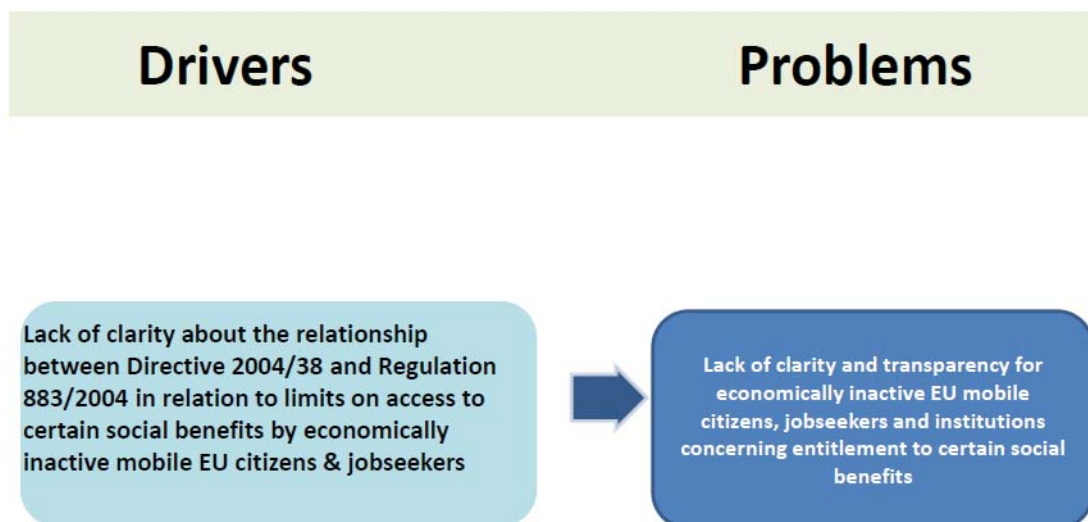 Drivers
Problems
Lack of clarity about the relationship
between Directive 2004/38 and Regulation
883/2004 in relation to limits on access to
certain social benefits by economically
inactive mobile EU citizens & jobseekers
Lack of clarity and transparency for
economically inactive EU mobile
citizens, jobseekers and institutions
concerning entitlement to certain social
benefits